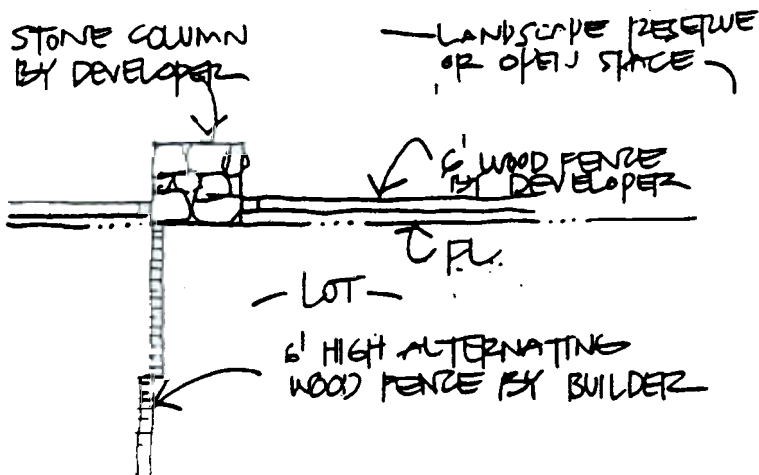 STONE COLUMN
BY DEVELOPER
LANDSCAPE RESERVE
OR OPEN SPACE
6' WOOD FENCE
BY DEVELOPER
P.L.
LOT
6' HIGH ALTERNATING
WOOD FENCE BY BUILDER